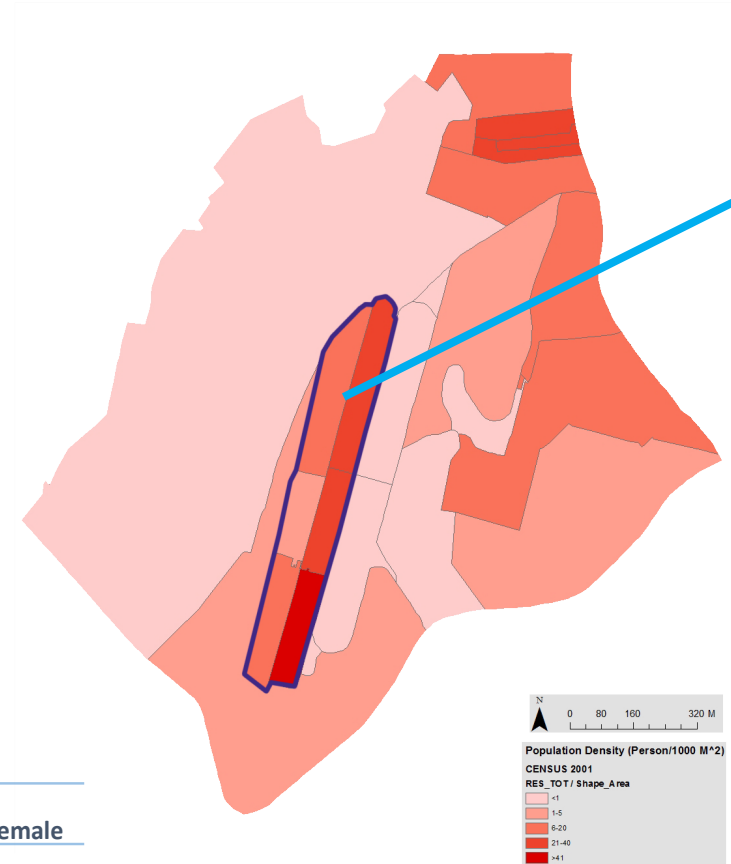 N
0 80 160 320 M
Population Density (Person/1000 M^2)
CENSUS 2001
RES_TOT / Shape_Area
<1
1-5
6-20
21-40
>41
emale